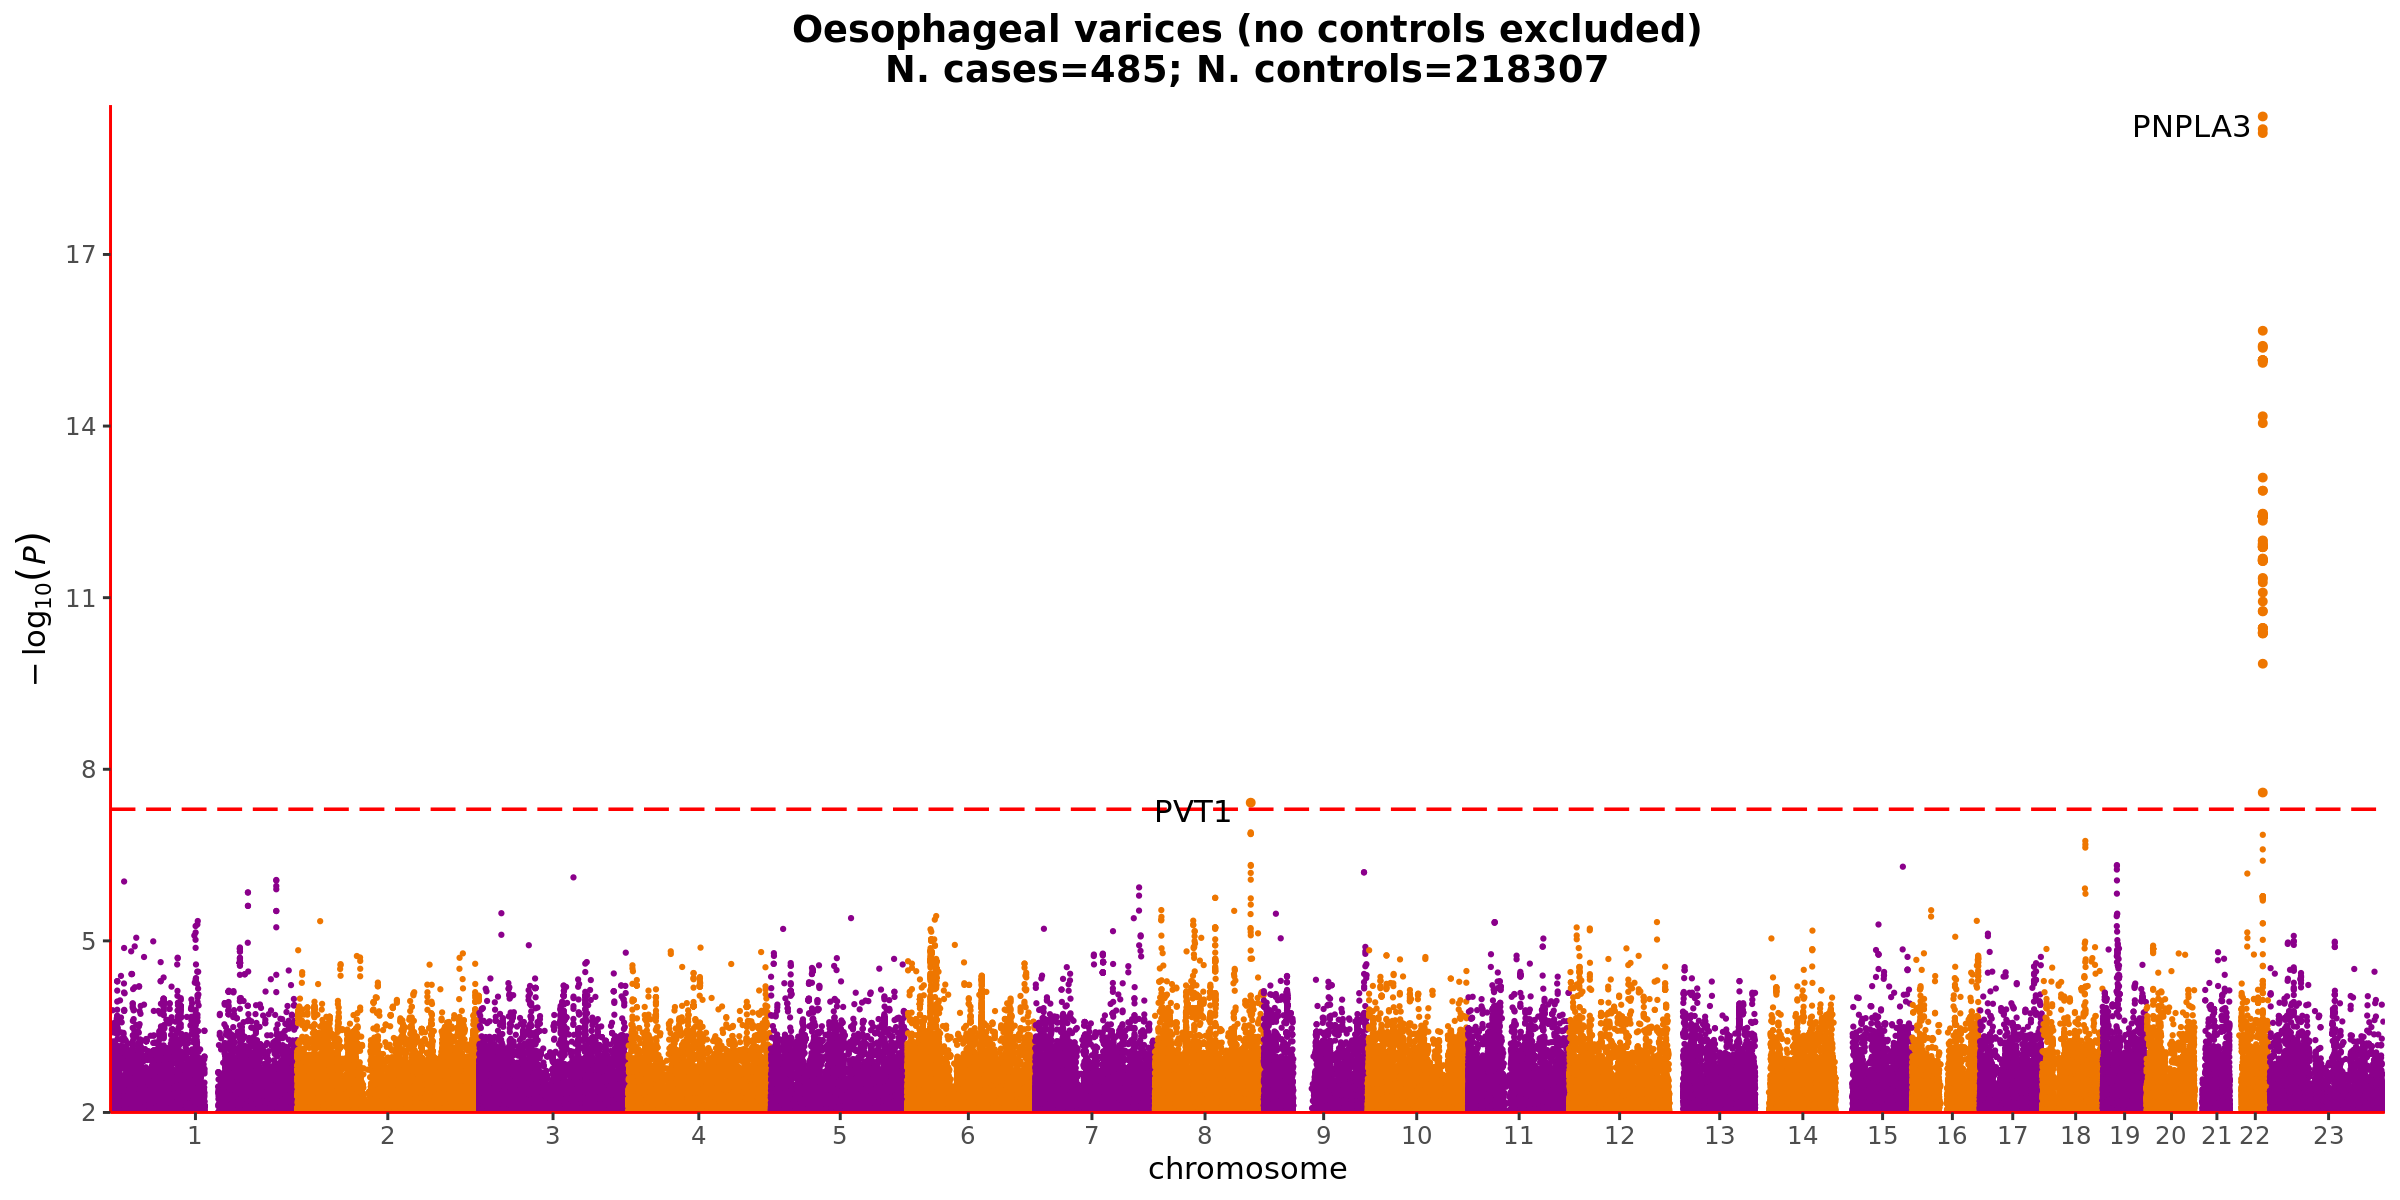 Oesophageal varices (no controls excluded)
N. cases=485; N. controls=218307
PNPLA3
17
14
11
8
5
2
−log10(P)
PVT1
1 2 3 4 5 6 7 8 9 10 11 12 13 14 15 16 17 18 19 20 21 22 23
chromosome